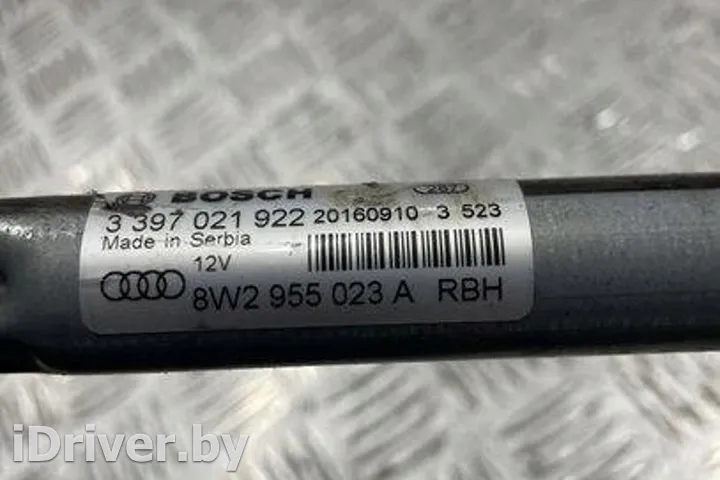 BOSCH
3 397 021 922 20160910 3 523
Made in Serbia
12V
8W2 955 023 A RBH
iDriver.by